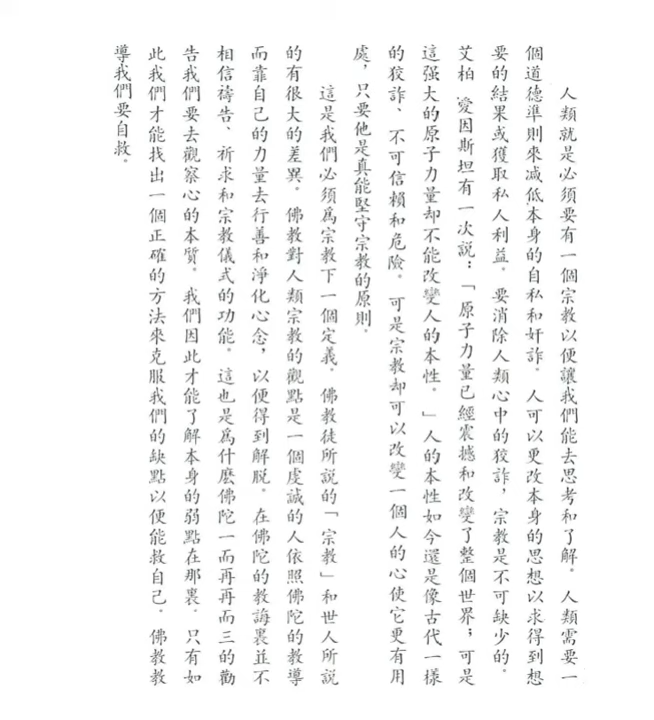 人類就是必須要有一個宗教以便讓我們能去思考和了解。人類需要一
個道德準則來減低本身的自私和奸詐。人可以更改本身的思想以求得到想
要的結果或獲取私人利益。要消除人類心中的狡詐，宗教是不可缺少的。
艾柏 愛因斯坦有一次說：「原子力量已經震撼和改變了整個世界；可是
這强大的原子力量却不能改變人的本性。」人的本性如今還是像古代一樣
的狡詐、不可信賴和危險。可是宗教却可以改變一個人的心使它更有用
處，只要他是真能堅守宗教的原則。
這是我們必須爲宗教下一個定義。佛教徒所說的「宗教」和世人所說
的有很大的差異。佛教對人類宗教的觀點是一個虔誠的人依照佛陀的教導
而靠自己的力量去行善和淨化心念，以便得到解脫。在佛陀的教誨裏並不
相信禱告、祈求和宗教儀式的功能。這也是爲什麽佛陀一而再再而三的勸
告我們要去觀察心的本質。我們因此才能了解本身的弱點在那裏。只有如
此我們才能找出一個正確的方法來克服我們的缺點以便能救自己。佛教教
導我們要自救。